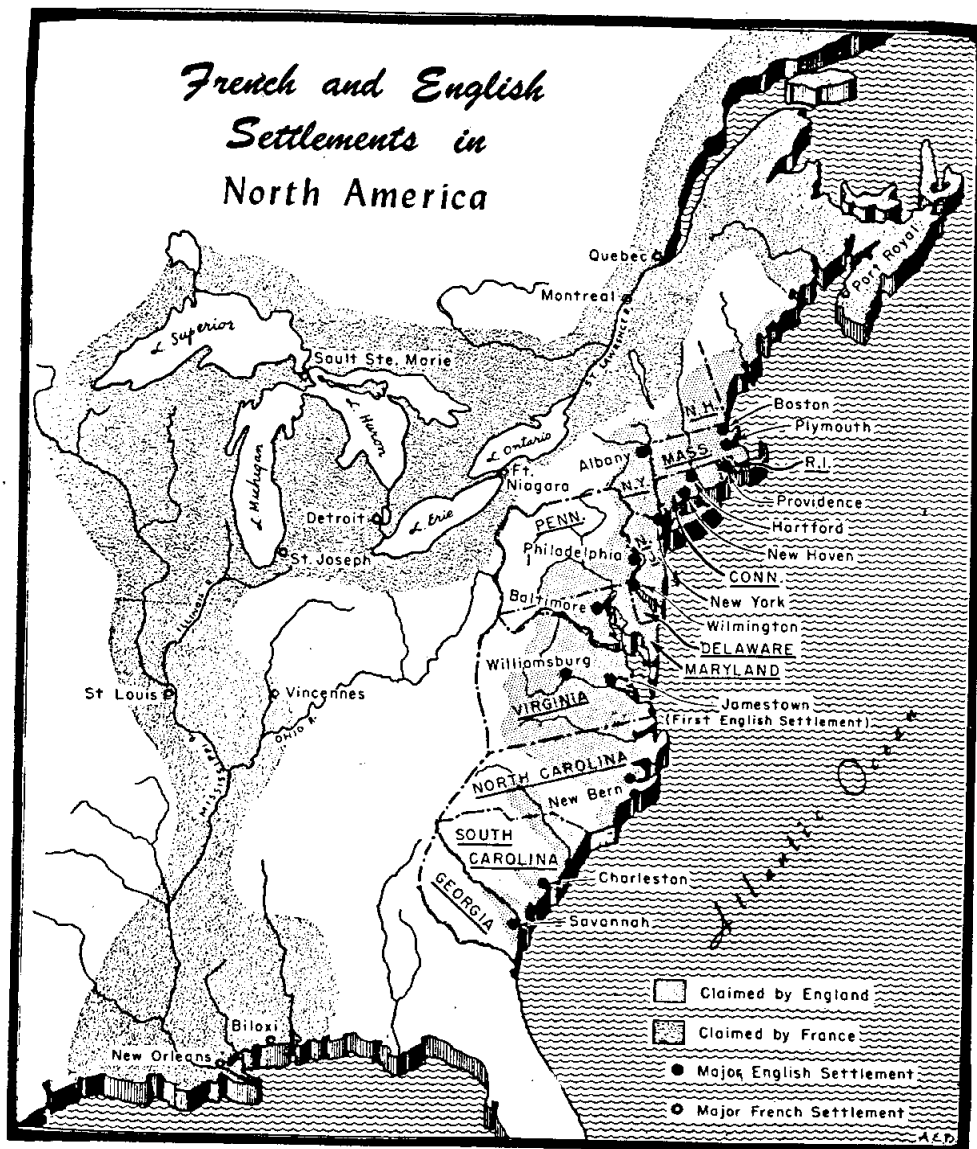 French and English
Settlements in
North America
Quebec
Montreal
St. Lawrence R.
Port Royal
L Superior
Sault Ste. Marie
L Huron
L Michigan
L Ontario
Ft.
Niagara
L Erie
Detroit
St. Joseph
N.H.
Boston
Plymouth
MASS.
Albany
R.I.
N.Y.
Providence
Hartford
New Haven
PENN.
Philadelphia
N.J.
CONN.
New York
Baltimore
Wilmington
DELAWARE
MARYLAND
Illinois R.
St Louis
Vincennes
Ohio R.
Mississippi R.
Williamsburg
VIRGINIA
Jamestown
(First English Settlement)
NORTH CAROLINA
New Bern
SOUTH
CAROLINA
GEORGIA
Charleston
Savannah
Atlantic Ocean
Biloxi
New Orleans
Claimed by England
Claimed by France
Major English Settlement
Major French Settlement